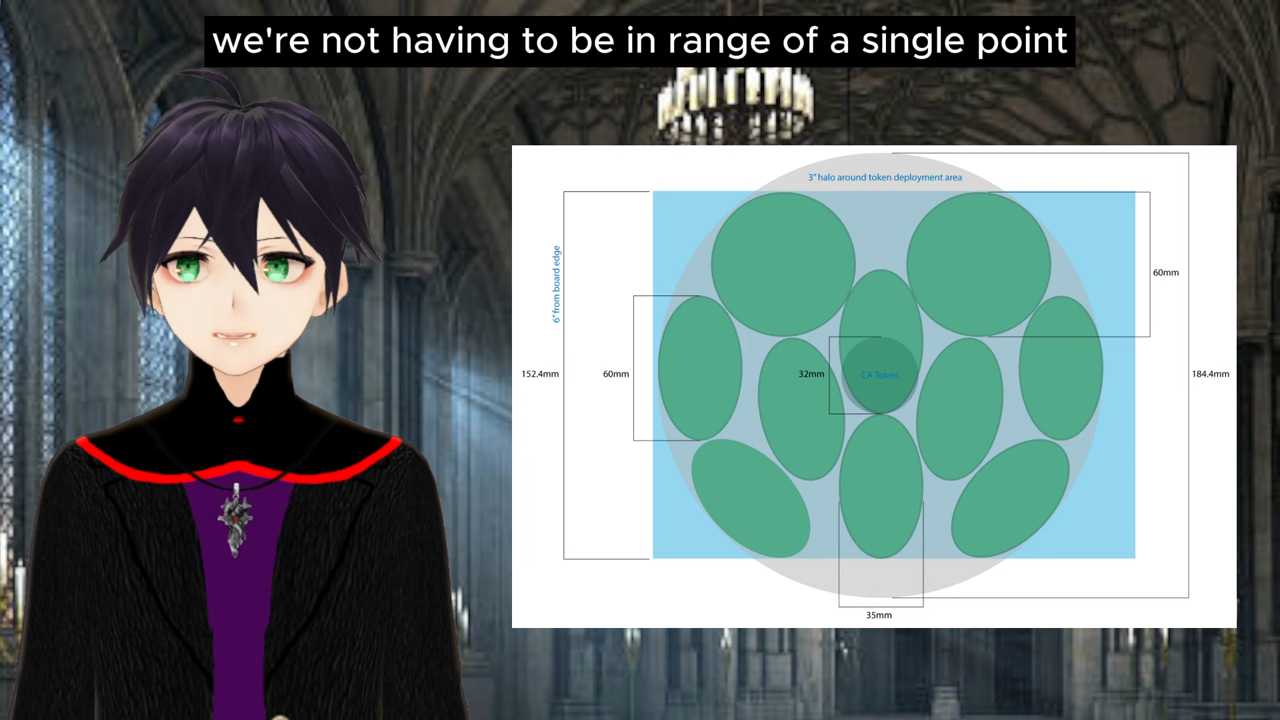 we're not having to be in range of a single point
3" halo around token deployment area
6" from board edge
60mm
152.4mm
60mm
32mm
CA Token
184.4mm
35mm